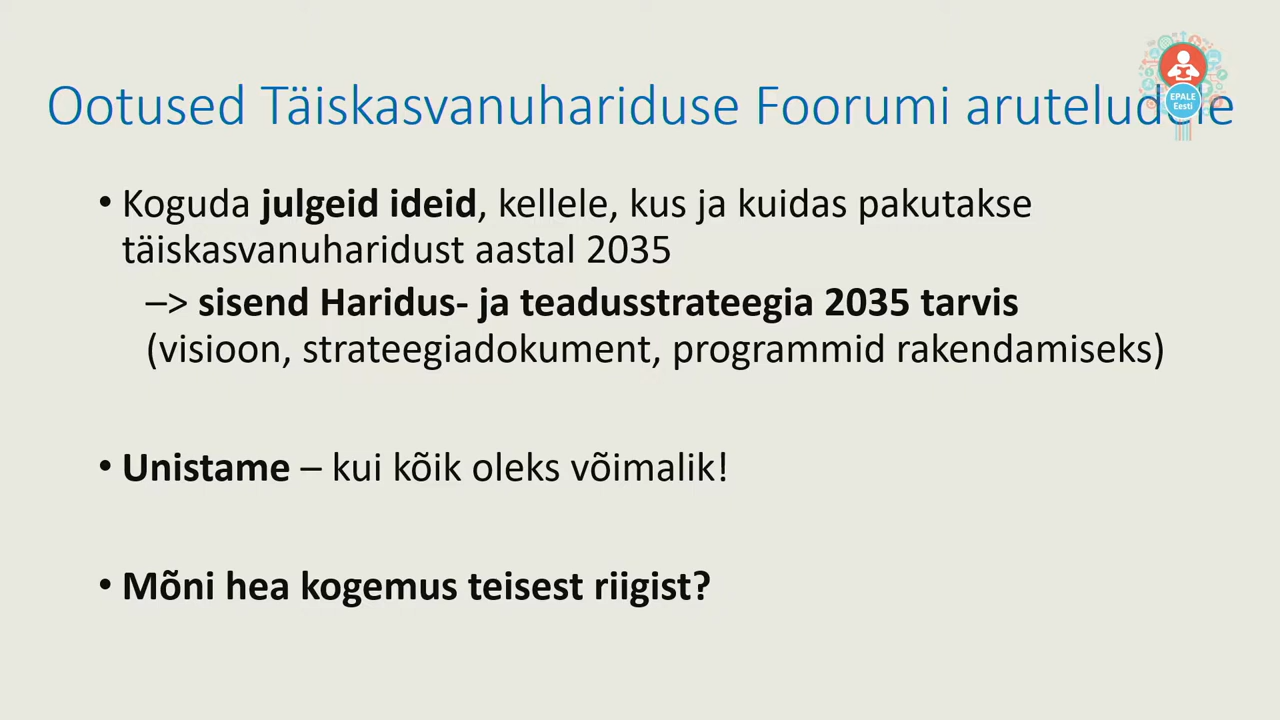 Ootused Täiskasvanuhariduse Foorumi aruteludele
EPALE
Eesti
• Koguda julgeid ideid, kellele, kus ja kuidas pakutakse
täiskasvanuharidust aastal 2035
–> sisend Haridus- ja teadusstrateegia 2035 tarvis
(visioon, strateegiadokument, programmid rakendamiseks)
• Unistame – kui kõik oleks võimalik!
• Mõni hea kogemus teisest riigist?